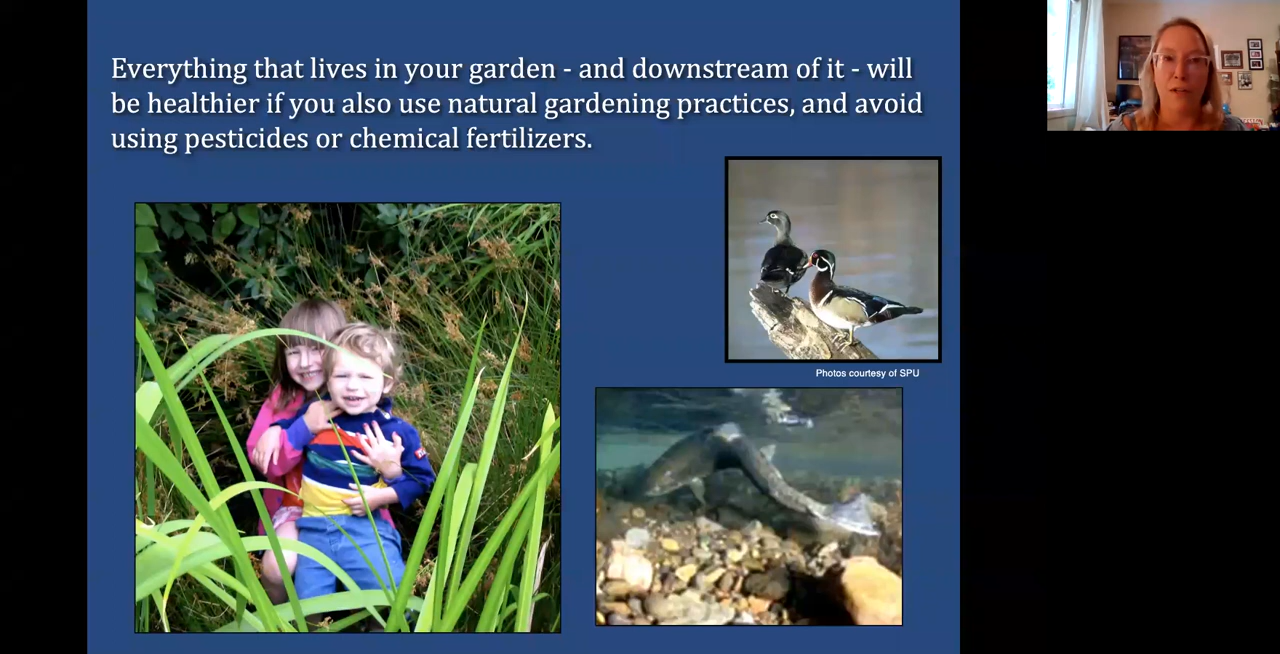 Everything that lives in your garden - and downstream of it - will
be healthier if you also use natural gardening practices, and avoid
using pesticides or chemical fertilizers.
Photos courtesy of SPU